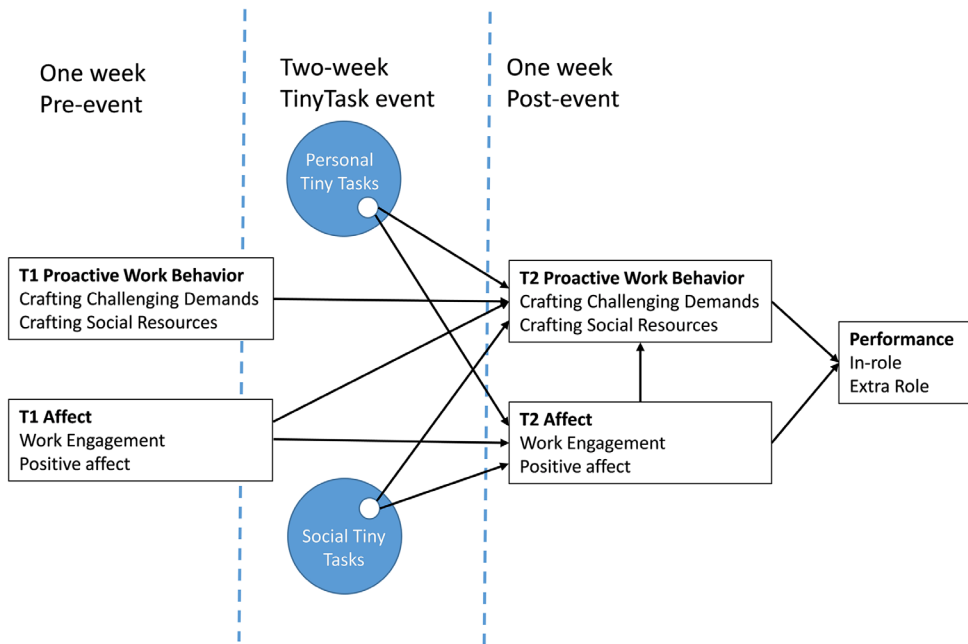 One week
Pre-event
Two-week
TinyTask event
One week
Post-event
Personal
Tiny Tasks
T1 Proactive Work Behavior
Crafting Challenging Demands
Crafting Social Resources
T2 Proactive Work Behavior
Crafting Challenging Demands
Crafting Social Resources
Performance
In-role
Extra Role
T1 Affect
Work Engagement
Positive affect
T2 Affect
Work Engagement
Positive affect
Social Tiny
Tasks